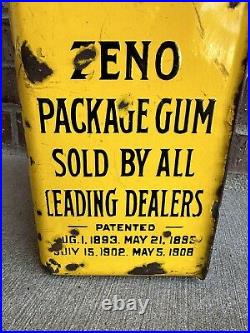 ZENO
PACKAGE GUM
SOLD BY ALL
LEADING DEALERS
PATENTED
AUG. 1, 1893. MAY 21, 1895
JULY 15, 1902. MAY 5, 1908